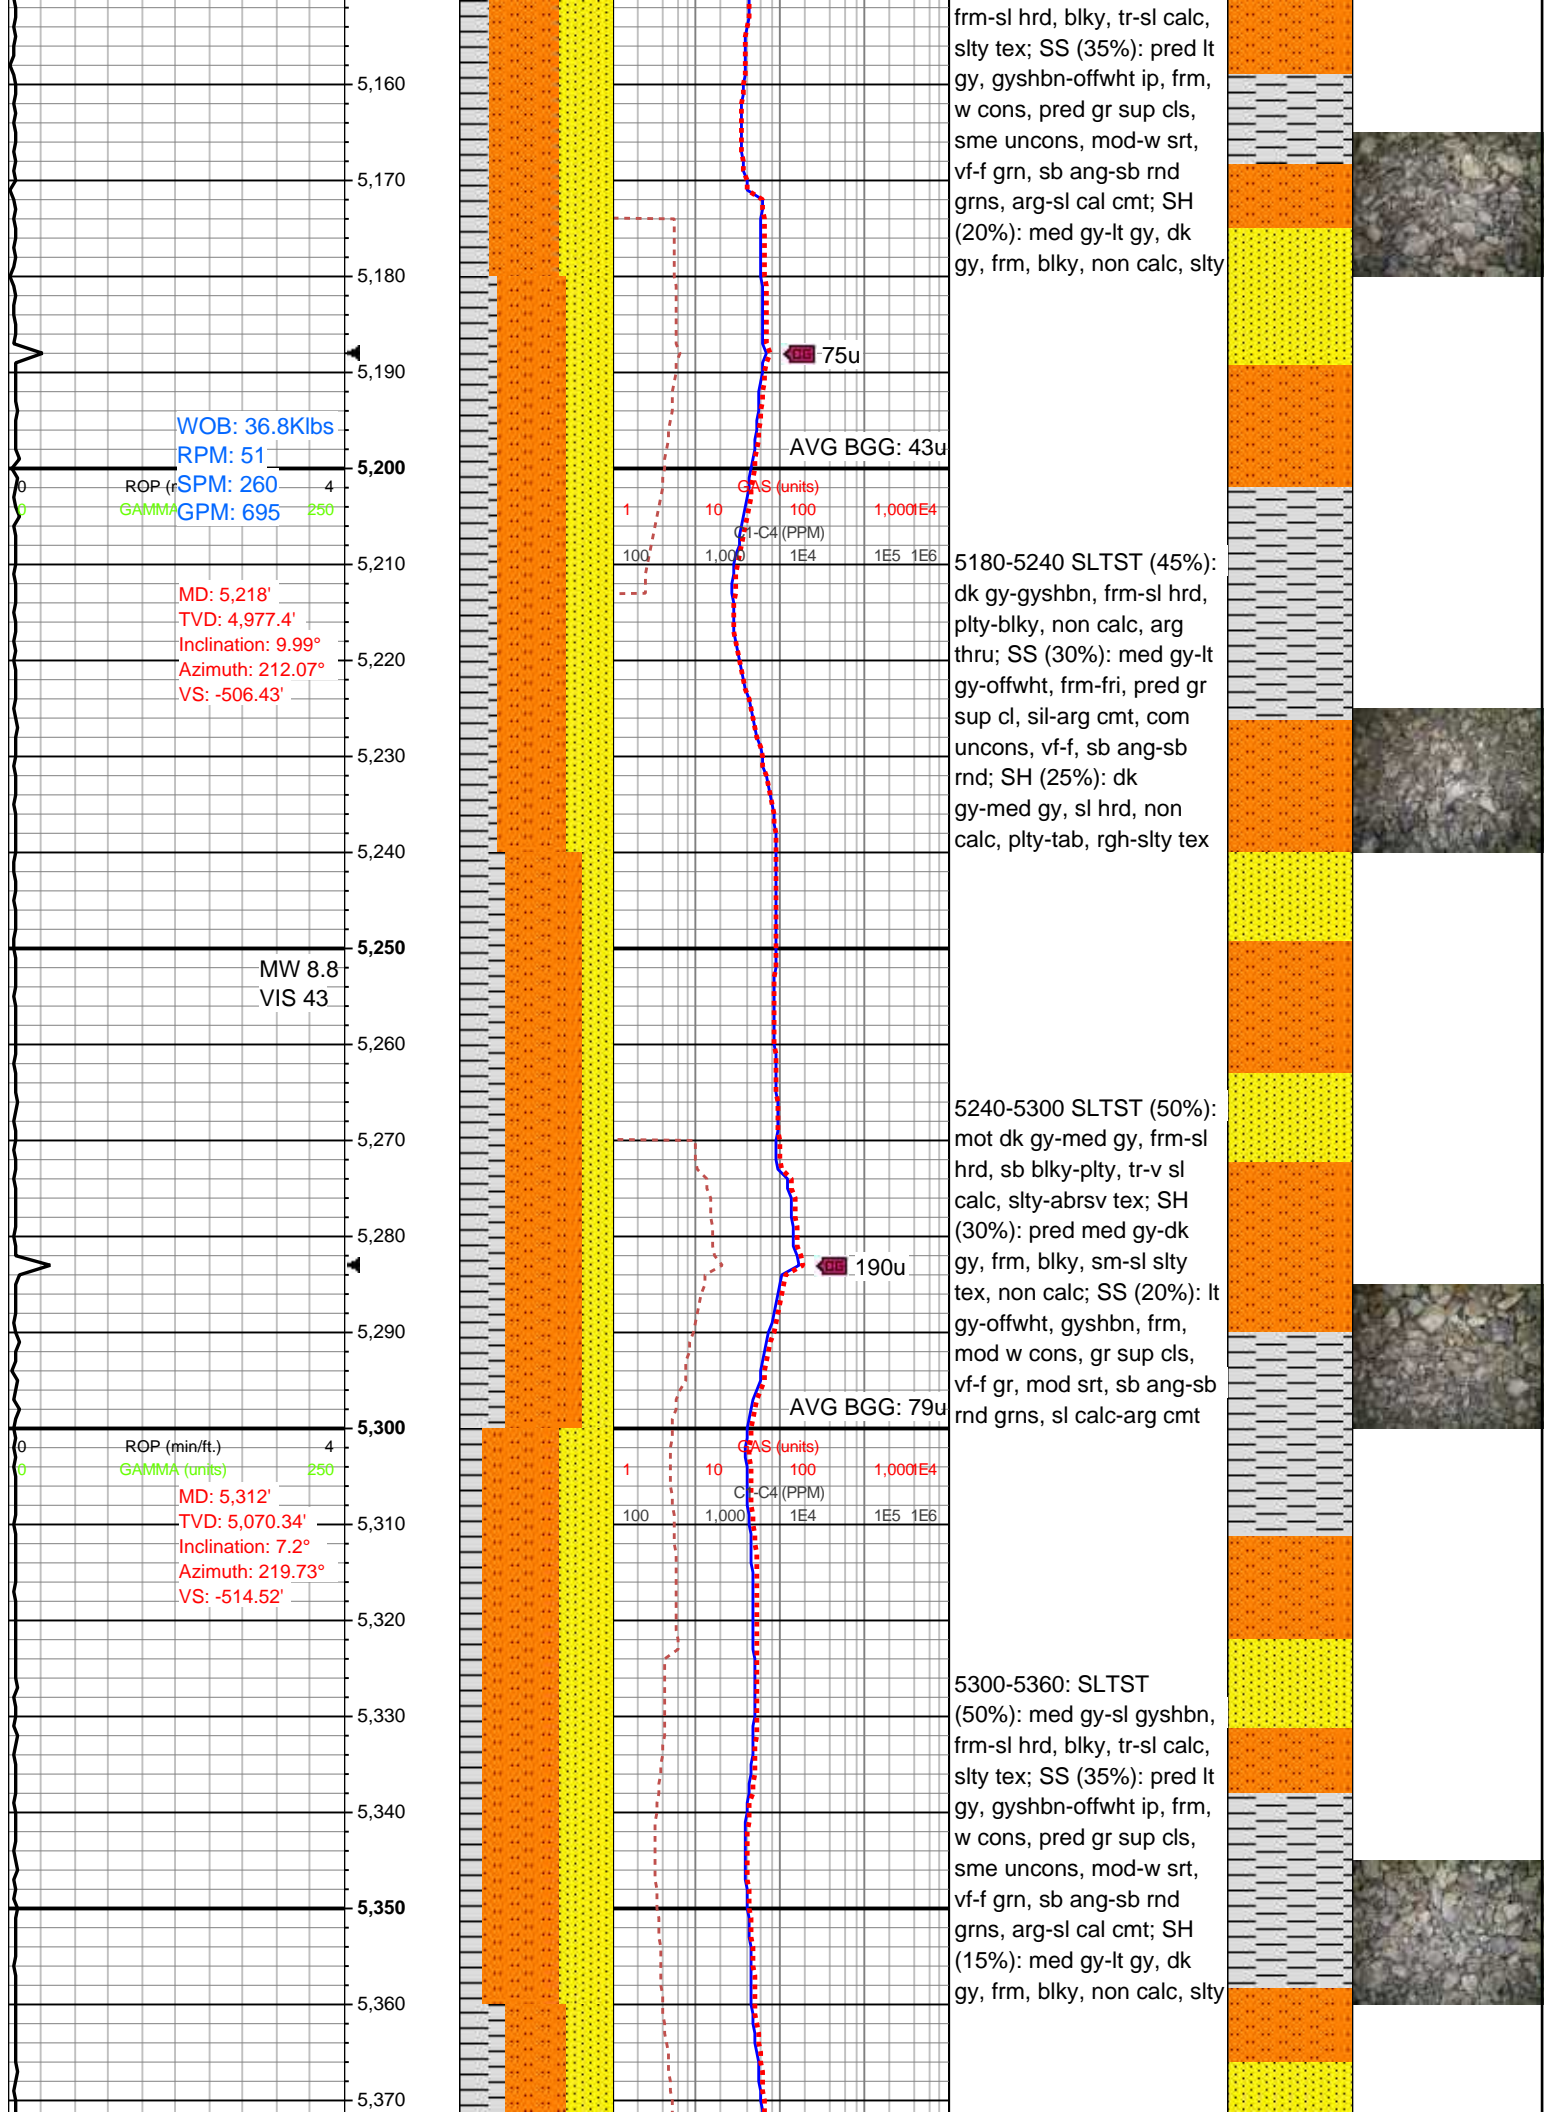 frm-sl hrd, blky, tr-sl calc,
slty tex; SS (35%): pred lt
gy, gyshbn-offwht ip, frm,
w cons, pred gr sup cls,
sme uncons, mod-w srt,
vf-f grn, sb ang-sb rnd
grns, arg-sl cal cmt; SH
(20%): med gy-lt gy, dk
gy, frm, blky, non calc, slty
5,160
5,170
5,180
5,190
CG 75u
WOB: 36.8Klbs
RPM: 51
SPM: 260
GPM: 695
AVG BGG: 43u
5,200
0 ROP (r 4
0 GAMMA 250
GAS (units)
1 10 100 1,000 1E4
C1-C4 (PPM)
100 1,000 1E4 1E5 1E6
5,210
MD: 5,218'
TVD: 4,977.4'
Inclination: 9.99°
Azimuth: 212.07°
VS: -506.43'
5,220
5,230
5,240
5180-5240 SLTST (45%):
dk gy-gyshbn, frm-sl hrd,
plty-blky, non calc, arg
thru; SS (30%): med gy-lt
gy-offwht, frm-fri, pred gr
sup cl, sil-arg cmt, com
uncons, vf-f, sb ang-sb
rnd; SH (25%): dk
gy-med gy, sl hrd, non
calc, plty-tab, rgh-slty tex
5,250
MW 8.8
VIS 43
5,260
5,270
5,280
CG 190u
5,290
5240-5300 SLTST (50%):
mot dk gy-med gy, frm-sl
hrd, sb blky-plty, tr-v sl
calc, slty-abrsv tex; SH
(30%): pred med gy-dk
gy, frm, blky, sm-sl slty
tex, non calc; SS (20%): lt
gy-offwht, gyshbn, frm,
mod w cons, gr sup cls,
vf-f gr, mod srt, sb ang-sb
rnd grns, sl calc-arg cmt
AVG BGG: 79u
5,300
0 ROP (min/ft.) 4
0 GAMMA (units) 250
GAS (units)
1 10 100 1,000 1E4
C1-C4 (PPM)
100 1,000 1E4 1E5 1E6
MD: 5,312'
TVD: 5,070.34'
Inclination: 7.2°
Azimuth: 219.73°
VS: -514.52'
5,310
5,320
5,330
5,340
5,350
5,360
5,370
5300-5360: SLTST
(50%): med gy-sl gyshbn,
frm-sl hrd, blky, tr-sl calc,
slty tex; SS (35%): pred lt
gy, gyshbn-offwht ip, frm,
w cons, pred gr sup cls,
sme uncons, mod-w srt,
vf-f grn, sb ang-sb rnd
grns, arg-sl cal cmt; SH
(15%): med gy-lt gy, dk
gy, frm, blky, non calc, slty